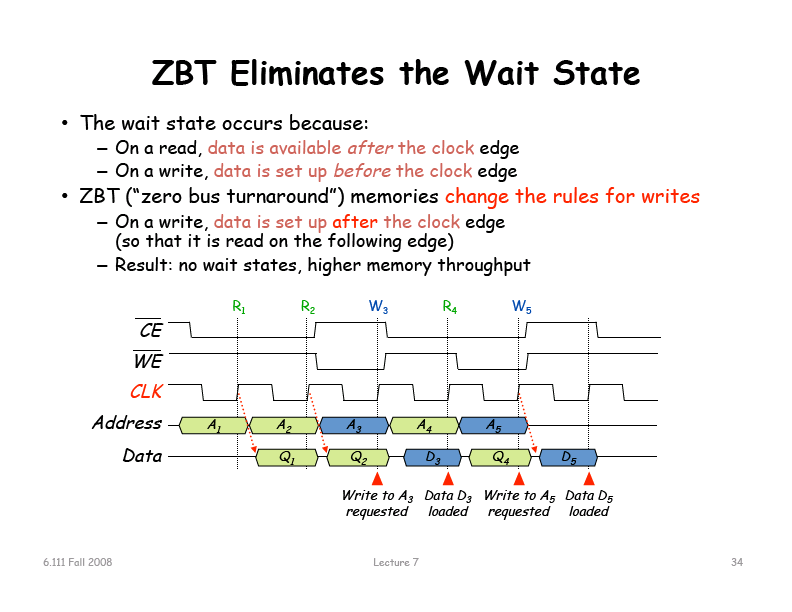 ZBT Eliminates the Wait State
• The wait state occurs because:
– On a read, data is available after the clock edge
– On a write, data is set up before the clock edge
• ZBT (“zero bus turnaround”) memories change the rules for writes
– On a write, data is set up after the clock edge
(so that it is read on the following edge)
– Result: no wait states, higher memory throughput
R1 R2 W3 R4 W5
CE
WE
CLK
Address A1 A2 A3 A4 A5
Data Q1 Q2 D3 Q4 D5
Write to A3 Data D3 Write to A5 Data D5
requested loaded requested loaded
6.111 Fall 2008 Lecture 7 34